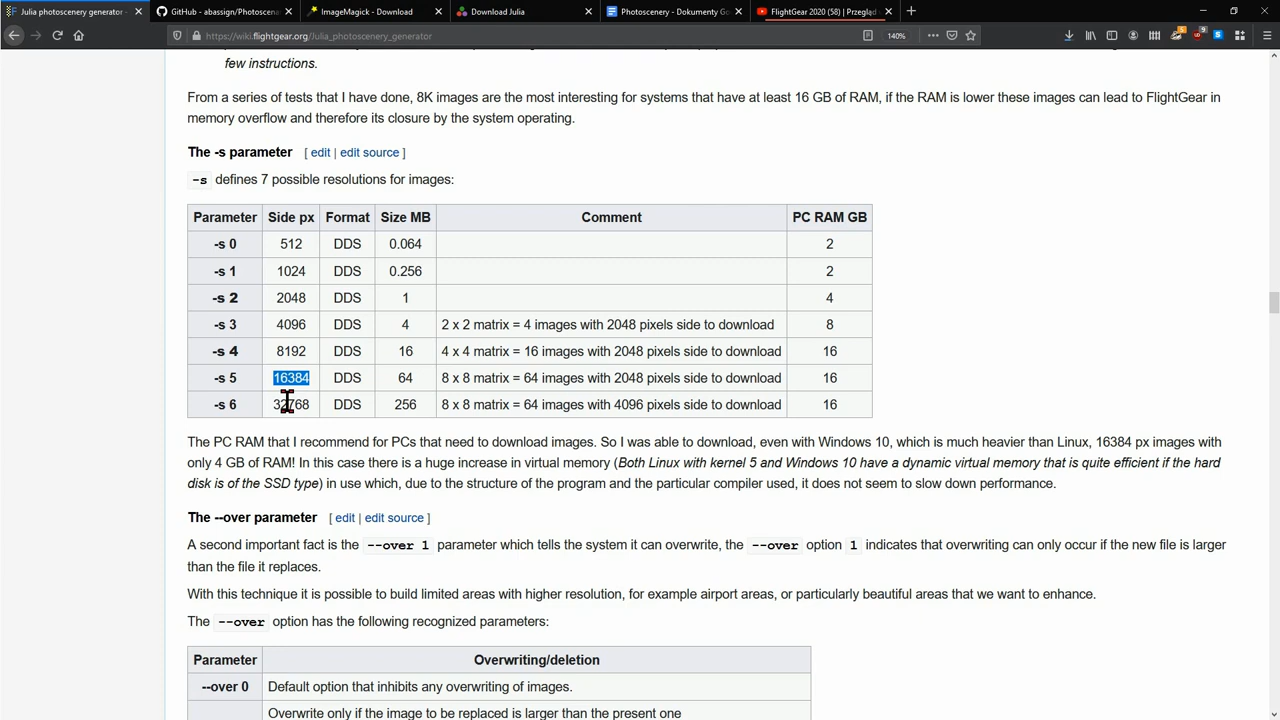 Julia photoscenery generator -
GitHub - abassign/Photoscener
ImageMagick - Download
Download Julia
Photoscenery - Dokumenty Go
FlightGear 2020 (58) | Przegląd
https://wiki.flightgear.org/Julia_photoscenery_generator
140%
few instructions.
From a series of tests that I have done, 8K images are the most interesting for systems that have at least 16 GB of RAM, if the RAM is lower these images can lead to FlightGear in
memory overflow and therefore its closure by the system operating.
The -s parameter [ edit | edit source ]
-s defines 7 possible resolutions for images:
Parameter Side px Format Size MB Comment PC RAM GB
-s 0 512 DDS 0.064 2
-s 1 1024 DDS 0.256 2
-s 2 2048 DDS 1 4
-s 3 4096 DDS 4 2 x 2 matrix = 4 images with 2048 pixels side to download 8
-s 4 8192 DDS 16 4 x 4 matrix = 16 images with 2048 pixels side to download 16
-s 5 16384 DDS 64 8 x 8 matrix = 64 images with 2048 pixels side to download 16
-s 6 32768 DDS 256 8 x 8 matrix = 64 images with 4096 pixels side to download 16
The PC RAM that I recommend for PCs that need to download images. So I was able to download, even with Windows 10, which is much heavier than Linux, 16384 px images with
only 4 GB of RAM! In this case there is a huge increase in virtual memory (Both Linux with kernel 5 and Windows 10 have a dynamic virtual memory that is quite efficient if the hard
disk is of the SSD type) in use which, due to the structure of the program and the particular compiler used, it does not seem to slow down performance.
The --over parameter [ edit | edit source ]
A second important fact is the --over 1 parameter which tells the system it can overwrite, the --over option 1 indicates that overwriting can only occur if the new file is larger
than the file it replaces.
With this technique it is possible to build limited areas with higher resolution, for example airport areas, or particularly beautiful areas that we want to enhance.
The --over option has the following recognized parameters:
Parameter Overwriting/deletion
--over 0 Default option that inhibits any overwriting of images.
Overwrite only if the image to be replaced is larger than the present one